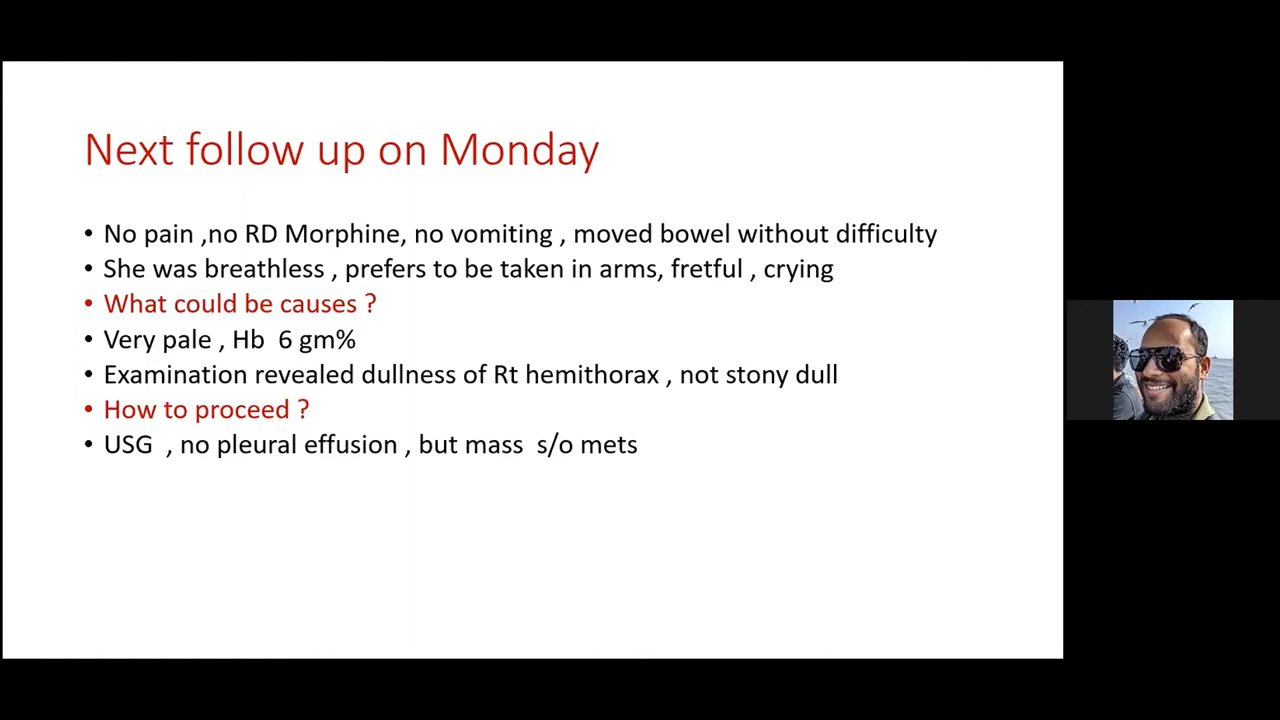 Next follow up on Monday
• No pain ,no RD Morphine, no vomiting , moved bowel without difficulty
• She was breathless , prefers to be taken in arms, fretful , crying
• What could be causes ?
• Very pale , Hb 6 gm%
• Examination revealed dullness of Rt hemithorax , not stony dull
• How to proceed ?
• USG , no pleural effusion , but mass s/o mets